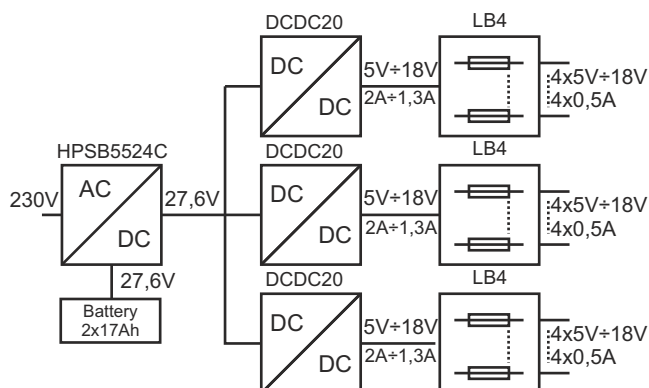 DCDC20
LB4
DC
DC
5V÷18V
2A÷1,3A
4x5V÷18V
4x0,5A
HPSB5524C
230V
AC
DC
27,6V
DCDC20
LB4
DC
DC
5V÷18V
2A÷1,3A
4x5V÷18V
4x0,5A
27,6V
Battery
2x17Ah
DCDC20
LB4
DC
DC
5V÷18V
2A÷1,3A
4x5V÷18V
4x0,5A